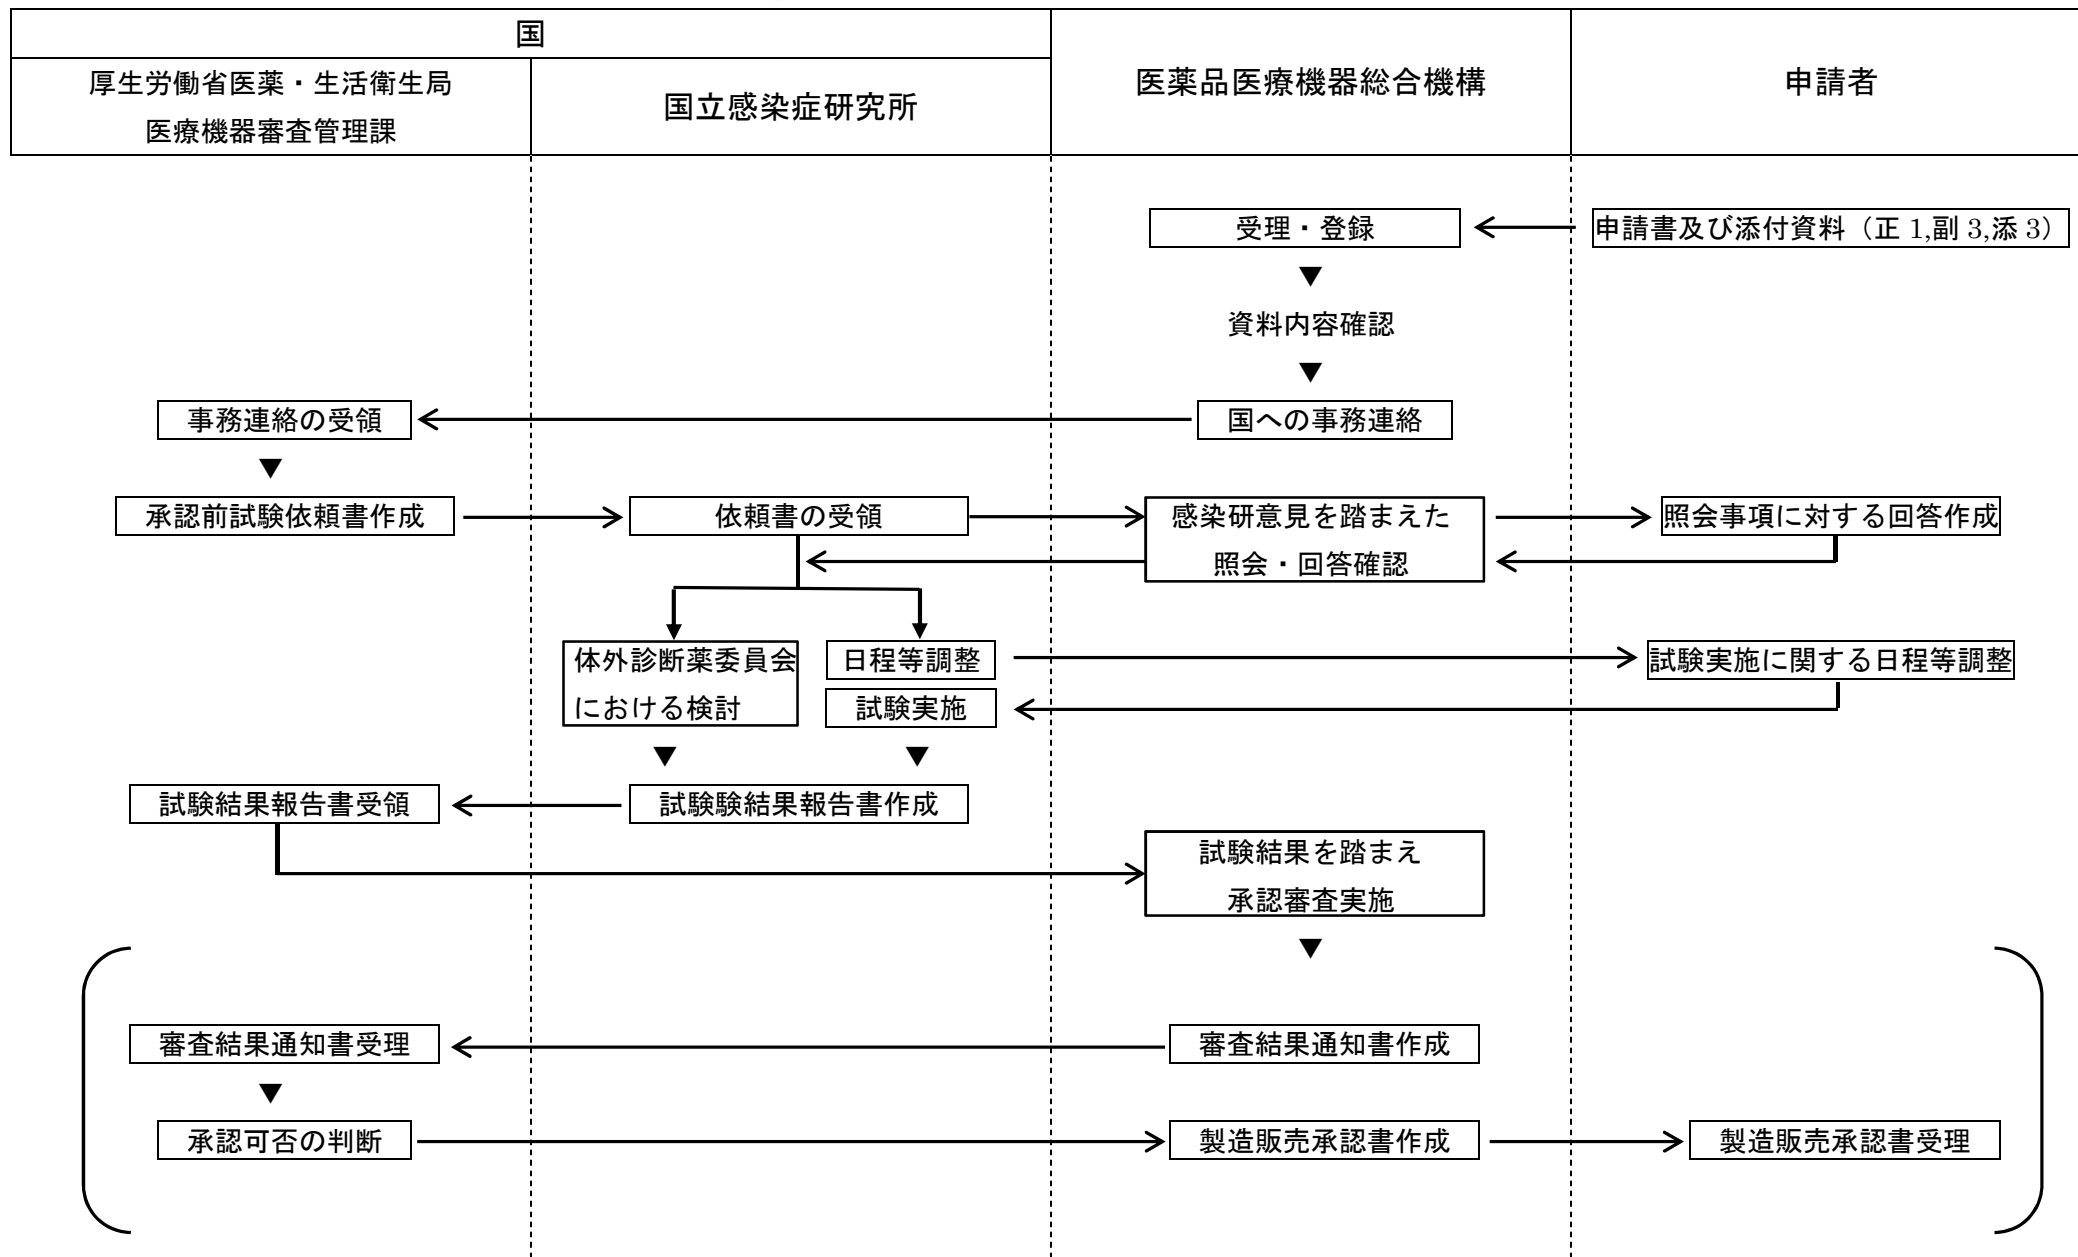 国
厚生労働省医薬・生活衛生局
医療機器審査管理課
国立感染症研究所
医薬品医療機器総合機構
申請者
受理・登録
申請書及び添付資料（正 1,副 3,添 3）
▼
資料内容確認
▼
事務連絡の受領
国への事務連絡
▼
承認前試験依頼書作成
依頼書の受領
感染研意見を踏まえた
照会・回答確認
照会事項に対する回答作成
体外診断薬委員会
における検討
日程等調整
試験実施に関する日程等調整
試験実施
▼
▼
試験結果報告書受領
試験験結果報告書作成
試験結果を踏まえ
承認審査実施
▼
審査結果通知書受理
審査結果通知書作成
▼
承認可否の判断
製造販売承認書作成
製造販売承認書受理